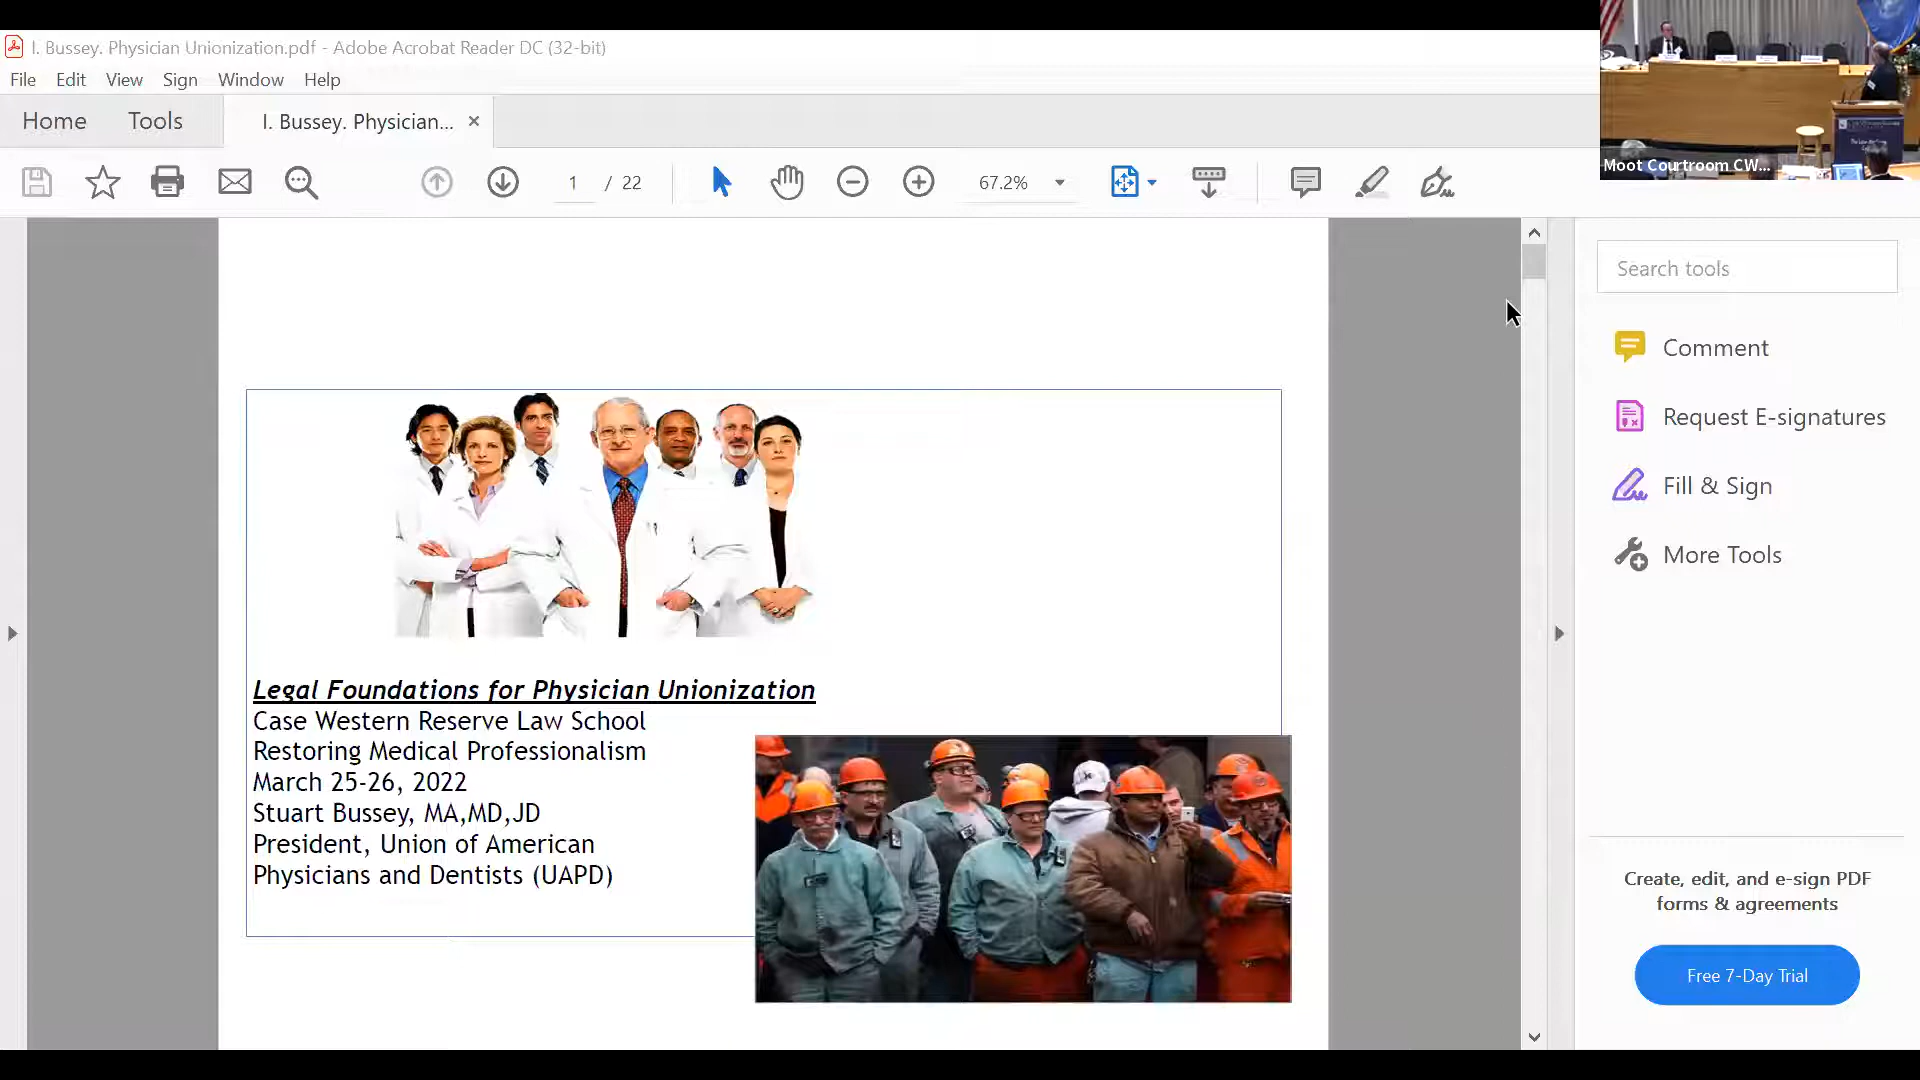 I. Bussey. Physician Unionization.pdf - Adobe Acrobat Reader DC (32-bit)
File Edit View Sign Window Help
Home Tools I. Bussey. Physician... ×
1 / 22 67.2%
Moot Courtroom CW...
Search tools
Comment
Request E-signatures
Fill & Sign
More Tools
Legal Foundations for Physician Unionization
Case Western Reserve Law School
Restoring Medical Professionalism
March 25-26, 2022
Stuart Bussey, MA,MD,JD
President, Union of American
Physicians and Dentists (UAPD)
Create, edit, and e-sign PDF
forms & agreements
Free 7-Day Trial